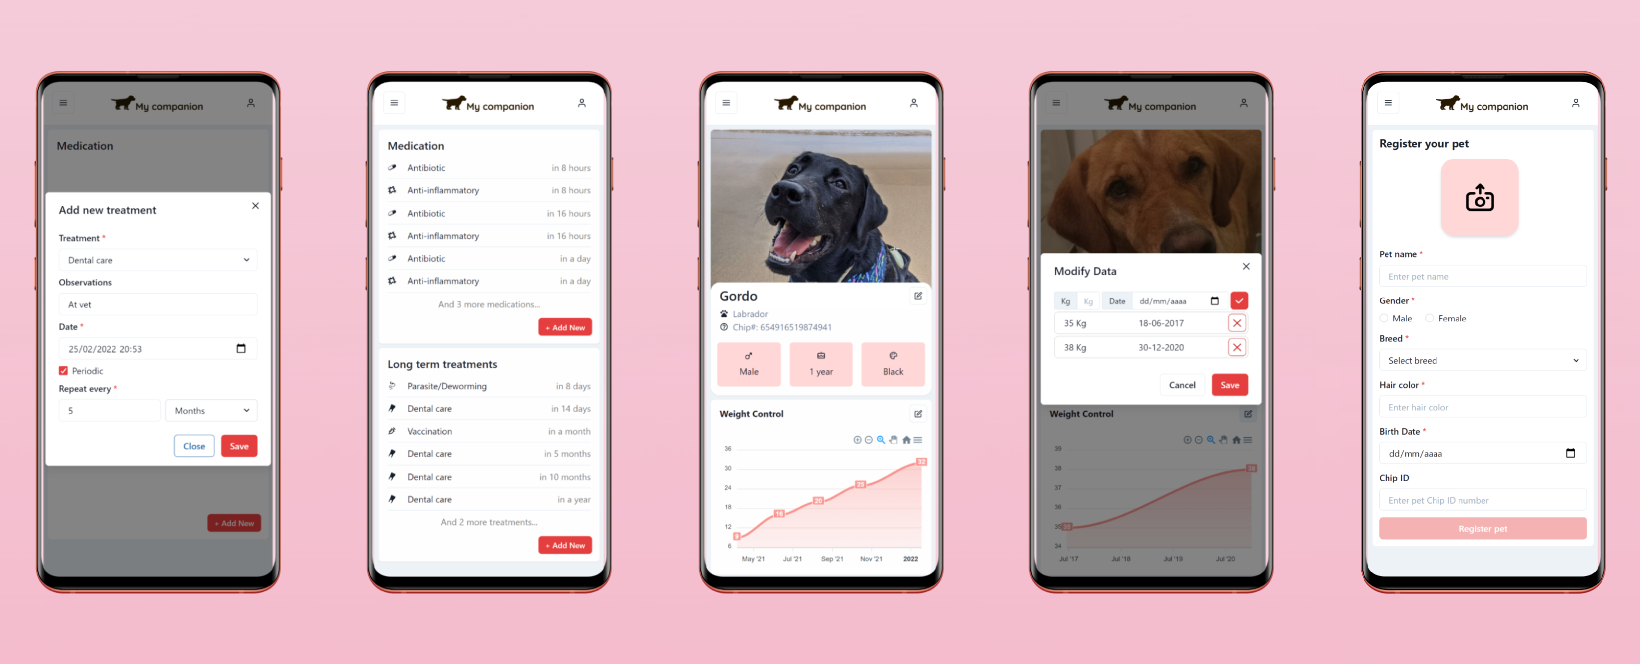 My companion
Medication
Add new treatment
Treatment *
Dental care
Observations
At vet
Date *
25/02/2022 20:53
Periodic
Repeat every *
5 Months
Close Save
+ Add New
My companion
Medication
Antibiotic in 8 hours
Anti-inflammatory in 8 hours
Antibiotic in 16 hours
Anti-inflammatory in 16 hours
Antibiotic in a day
Anti-inflammatory in a day
And 3 more medications...
+ Add New
Long term treatments
Parasite/Deworming in 8 days
Dental care in 14 days
Vaccination in a month
Dental care in 5 months
Dental care in 10 months
Dental care in a year
And 2 more treatments...
+ Add New
My companion
Gordo
Labrador
Chip#: 654916519874941
Male 1 year Black
Weight Control
36
30
24
18
12
6
9 16 20 25 32
May '21 Jul '21 Sep '21 Nov '21 2022
My companion
Modify Data
Kg Kg Date dd/mm/aaaa
35 Kg 18-06-2017
38 Kg 30-12-2020
Cancel Save
Weight Control
39
38
37
36
35
34
35 38
Jul '17 Jul '18 Jul '19 Jul '20
My companion
Register your pet
Pet name *
Enter pet name
Gender *
Male Female
Breed *
Select breed
Hair color *
Enter hair color
Birth Date *
dd/mm/aaaa
Chip ID
Enter pet Chip ID number
Register pet